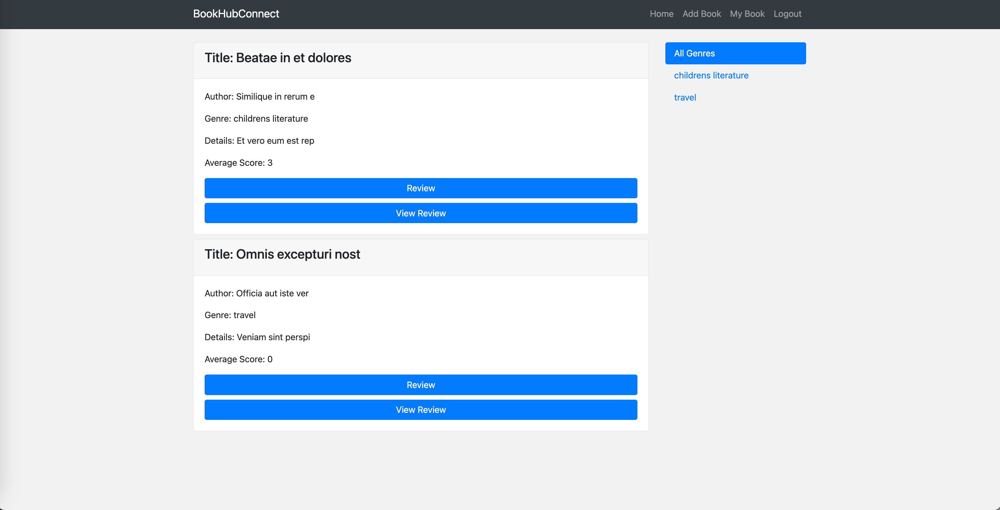 BookHubConnect
Home Add Book My Book Logout
Title: Beatae in et dolores
Author: Similique in rerum e
Genre: childrens literature
Details: Et vero eum est rep
Average Score: 3
Review
View Review
Title: Omnis excepturi nost
Author: Officia aut iste ver
Genre: travel
Details: Veniam sint perspi
Average Score: 0
Review
View Review
All Genres
childrens literature
travel